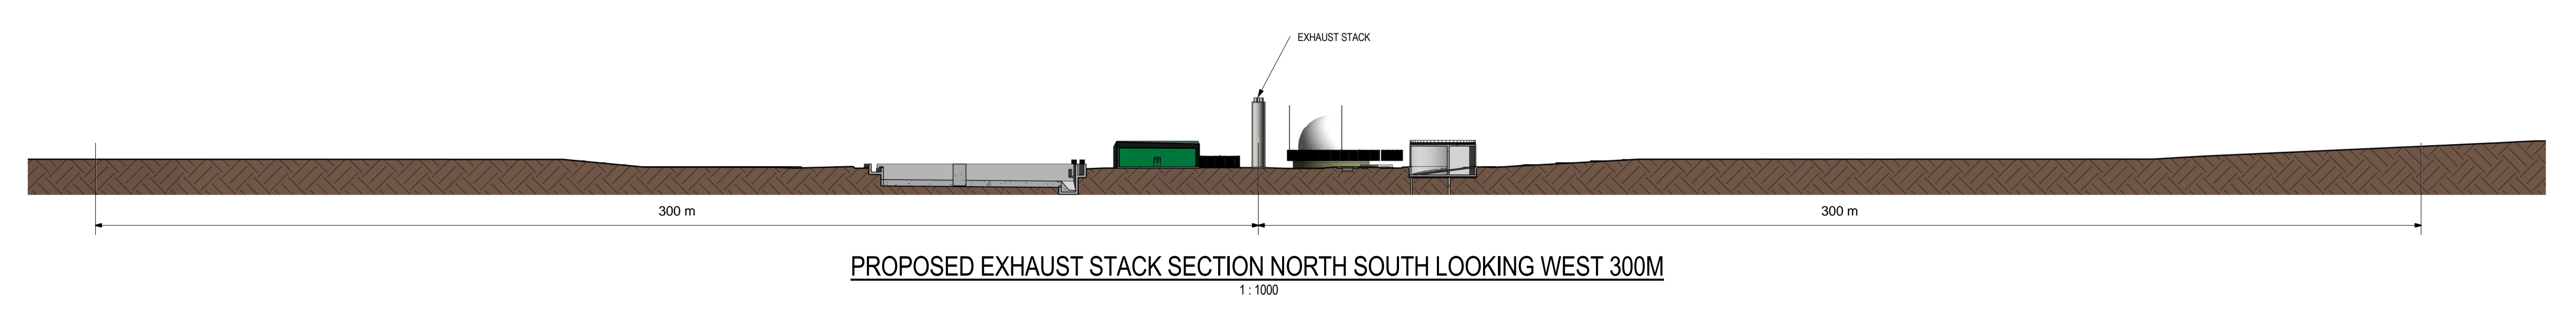 EXHAUST STACK
300 m
300 m
PROPOSED EXHAUST STACK SECTION NORTH SOUTH LOOKING WEST 300M
1 : 1000